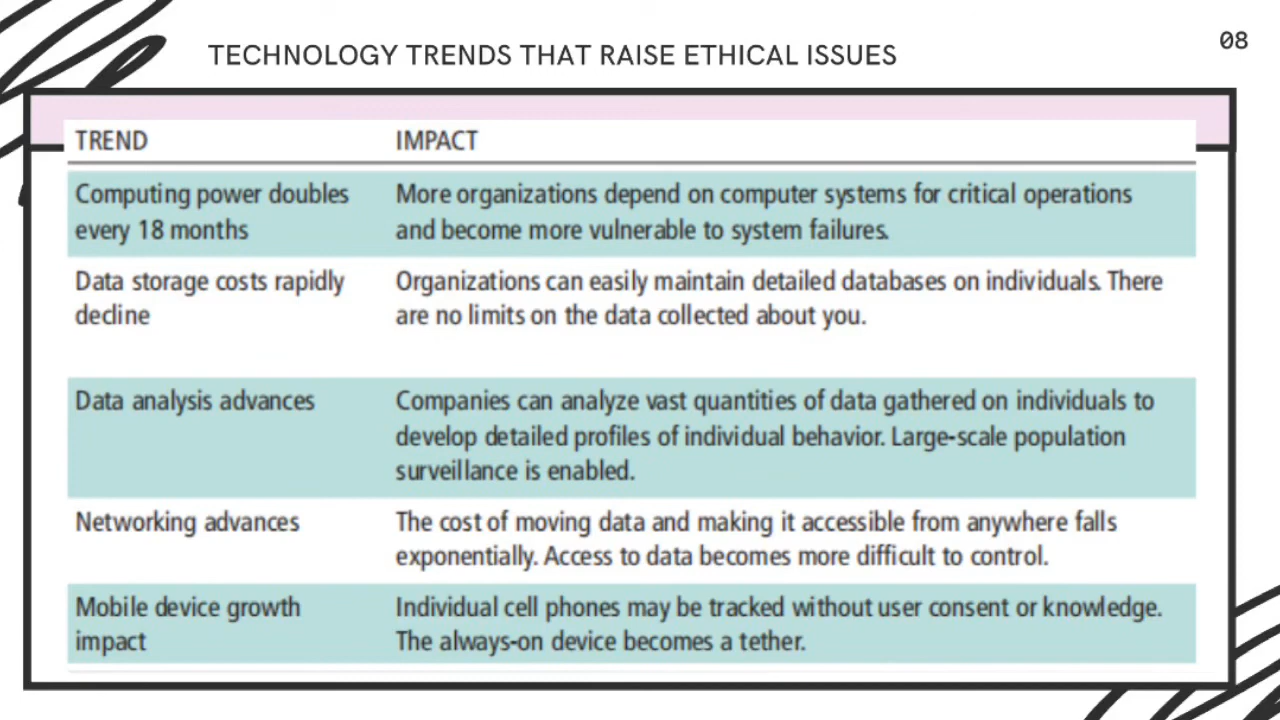 TECHNOLOGY TRENDS THAT RAISE ETHICAL ISSUES
08
TREND IMPACT
Computing power doubles
every 18 months
More organizations depend on computer systems for critical operations
and become more vulnerable to system failures.
Data storage costs rapidly
decline
Organizations can easily maintain detailed databases on individuals. There
are no limits on the data collected about you.
Data analysis advances
Companies can analyze vast quantities of data gathered on individuals to
develop detailed profiles of individual behavior. Large-scale population
surveillance is enabled.
Networking advances
The cost of moving data and making it accessible from anywhere falls
exponentially. Access to data becomes more difficult to control.
Mobile device growth
impact
Individual cell phones may be tracked without user consent or knowledge.
The always-on device becomes a tether.